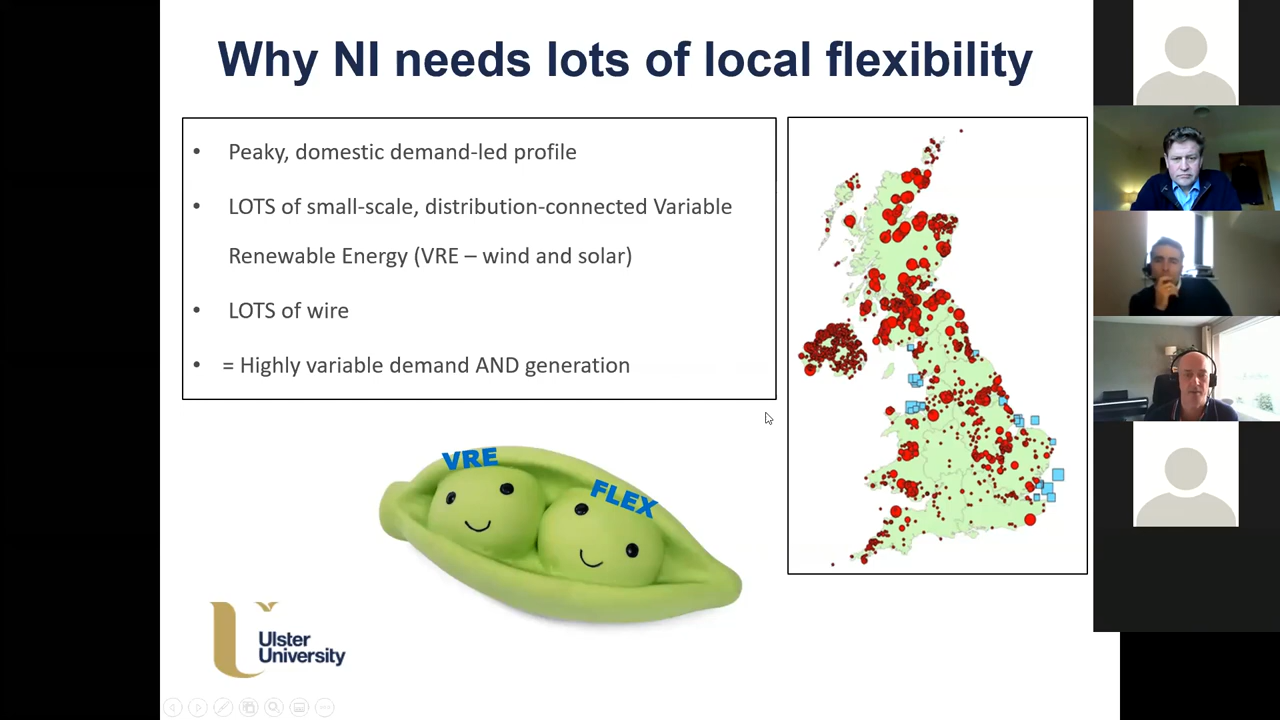 Why NI needs lots of local flexibility
• Peaky, domestic demand-led profile
• LOTS of small-scale, distribution-connected Variable
Renewable Energy (VRE – wind and solar)
• LOTS of wire
• = Highly variable demand AND generation
VRE
FLEX
Ulster
University